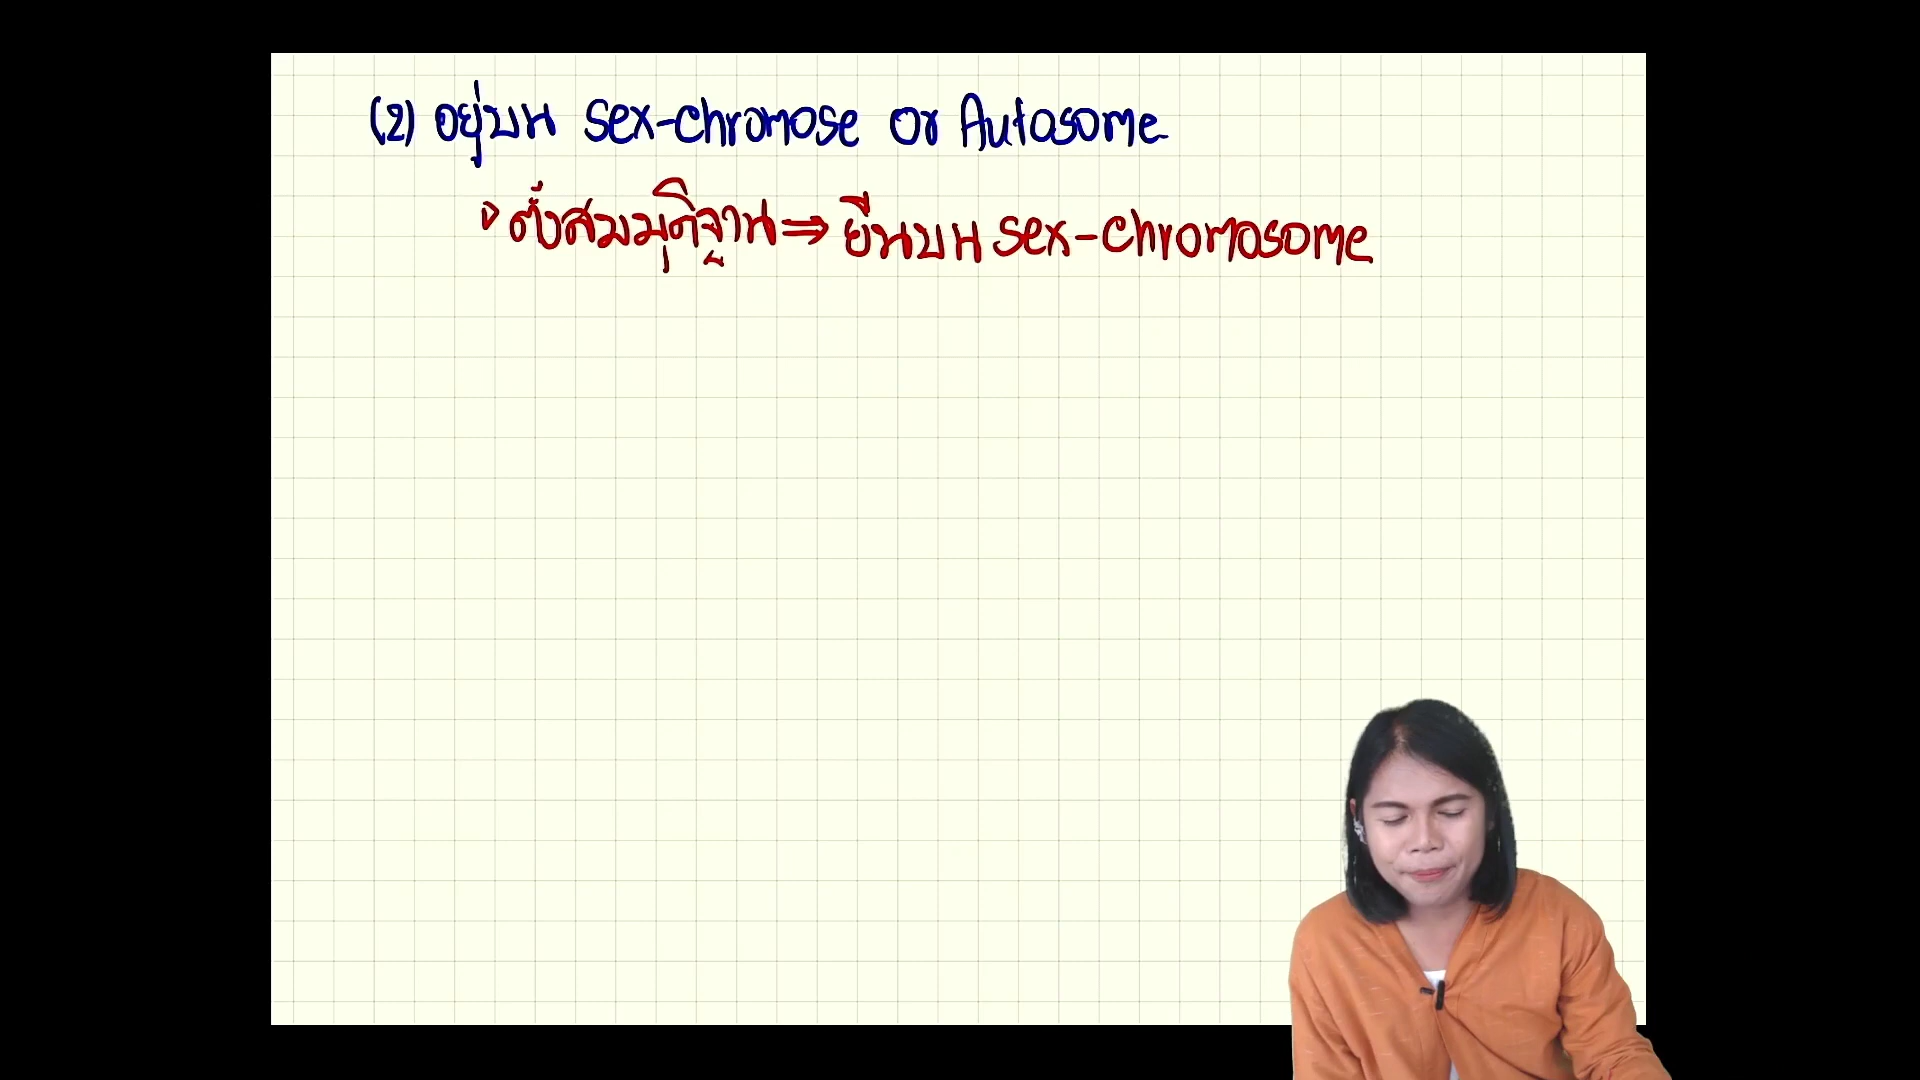 (2) อยู่บน sex-chromose or Autosome
ตั้งสมมุติฐาน ⇒ ยีนบน sex-chromosome